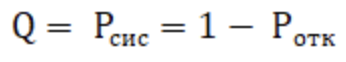 Q = Pсис = 1 − Pотк